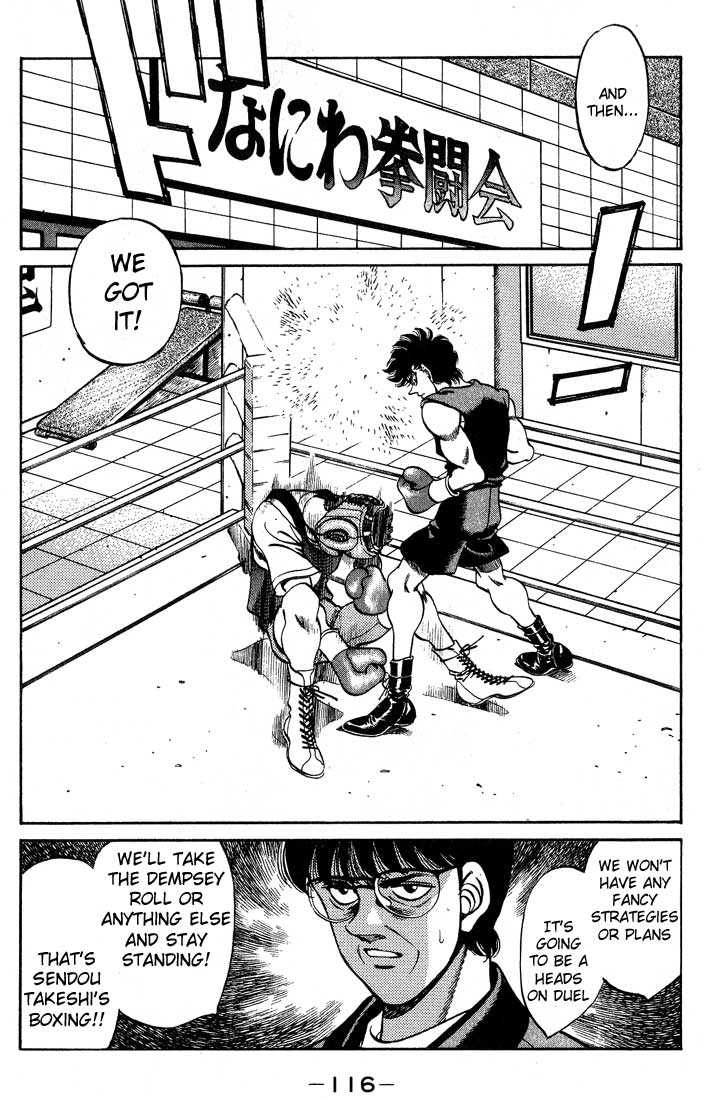 AND
THEN...
なにわ拳闘会
WE
GOT
IT!
WE WON'T
HAVE ANY
FANCY
STRATEGIES
OR PLANS
IT'S
GOING
TO BE A
HEADS
ON DUEL
WE'LL TAKE
THE DEMPSEY
ROLL OR
ANYTHING ELSE
AND STAY
STANDING!
THAT'S
SENDOU
TAKESHI'S
BOXING!!
-116-